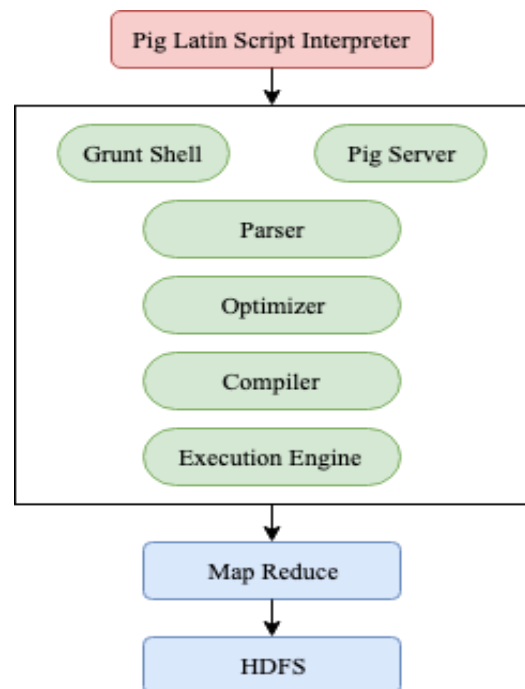 Pig Latin Script Interpreter
Grunt Shell
Pig Server
Parser
Optimizer
Compiler
Execution Engine
Map Reduce
HDFS